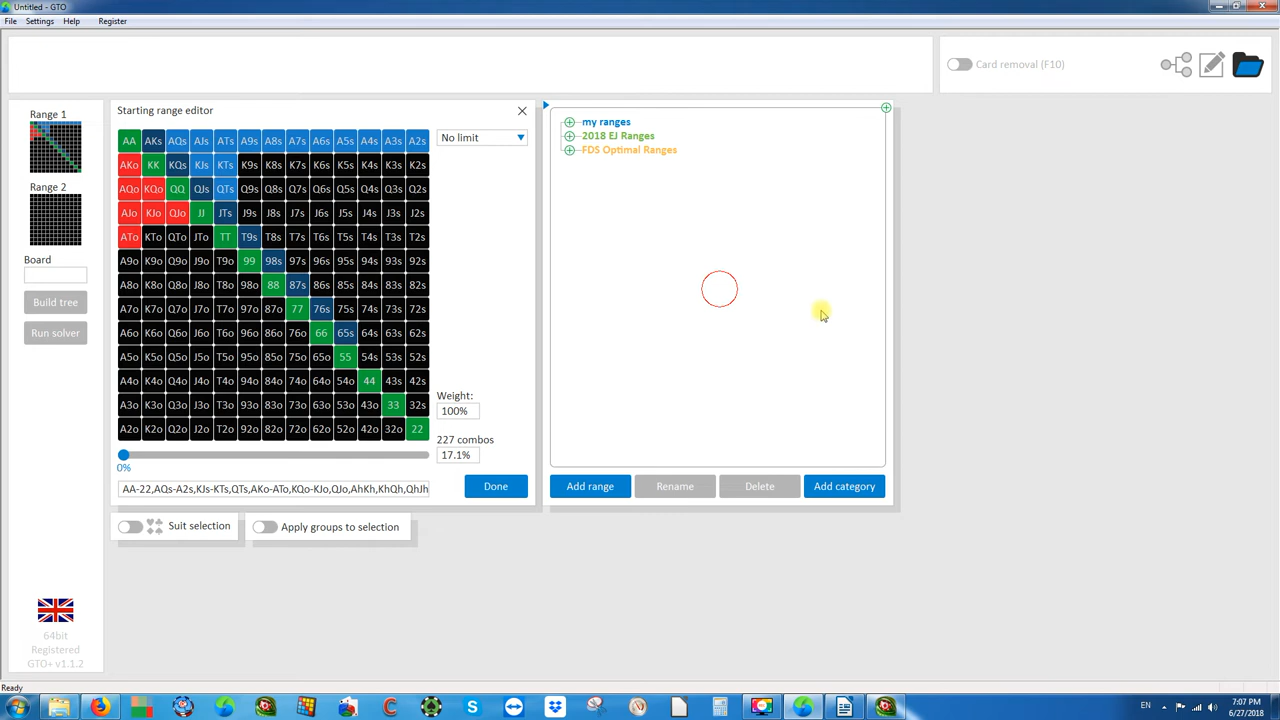 Untitled - GTO
File Settings Help Register
Card removal (F10)
Range 1
Range 2
Board
Build tree
Run solver
Starting range editor
No limit
AA AKs AQs AJs ATs A9s A8s A7s A6s A5s A4s A3s A2s
AKo KK KQs KJs KTs K9s K8s K7s K6s K5s K4s K3s K2s
AQo KQo QQ QJs QTs Q9s Q8s Q7s Q6s Q5s Q4s Q3s Q2s
AJo KJo QJo JJ JTs J9s J8s J7s J6s J5s J4s J3s J2s
ATo KTo QTo JTo TT T9s T8s T7s T6s T5s T4s T3s T2s
A9o K9o Q9o J9o T9o 99 98s 97s 96s 95s 94s 93s 92s
A8o K8o Q8o J8o T8o 98o 88 87s 86s 85s 84s 83s 82s
A7o K7o Q7o J7o T7o 97o 87o 77 76s 75s 74s 73s 72s
A6o K6o Q6o J6o T6o 96o 86o 76o 66 65s 64s 63s 62s
A5o K5o Q5o J5o T5o 95o 85o 75o 65o 55 54s 53s 52s
A4o K4o Q4o J4o T4o 94o 84o 74o 64o 54o 44 43s 42s
A3o K3o Q3o J3o T3o 93o 83o 73o 63o 53o 43o 33 32s
A2o K2o Q2o J2o T2o 92o 82o 72o 62o 52o 42o 32o 22
Weight:
100%
227 combos
17.1%
0%
AA-22,AQs-A2s,KJs-KTs,QTs,AKo-ATo,KQo-KJo,QJo,AhKh,KhQh,QhJh
Done
Suit selection
Apply groups to selection
my ranges
2018 EJ Ranges
FDS Optimal Ranges
Add range
Rename
Delete
Add category
64bit
Registered
GTO+ v1.1.2
Ready
EN
7:07 PM
6/27/2018